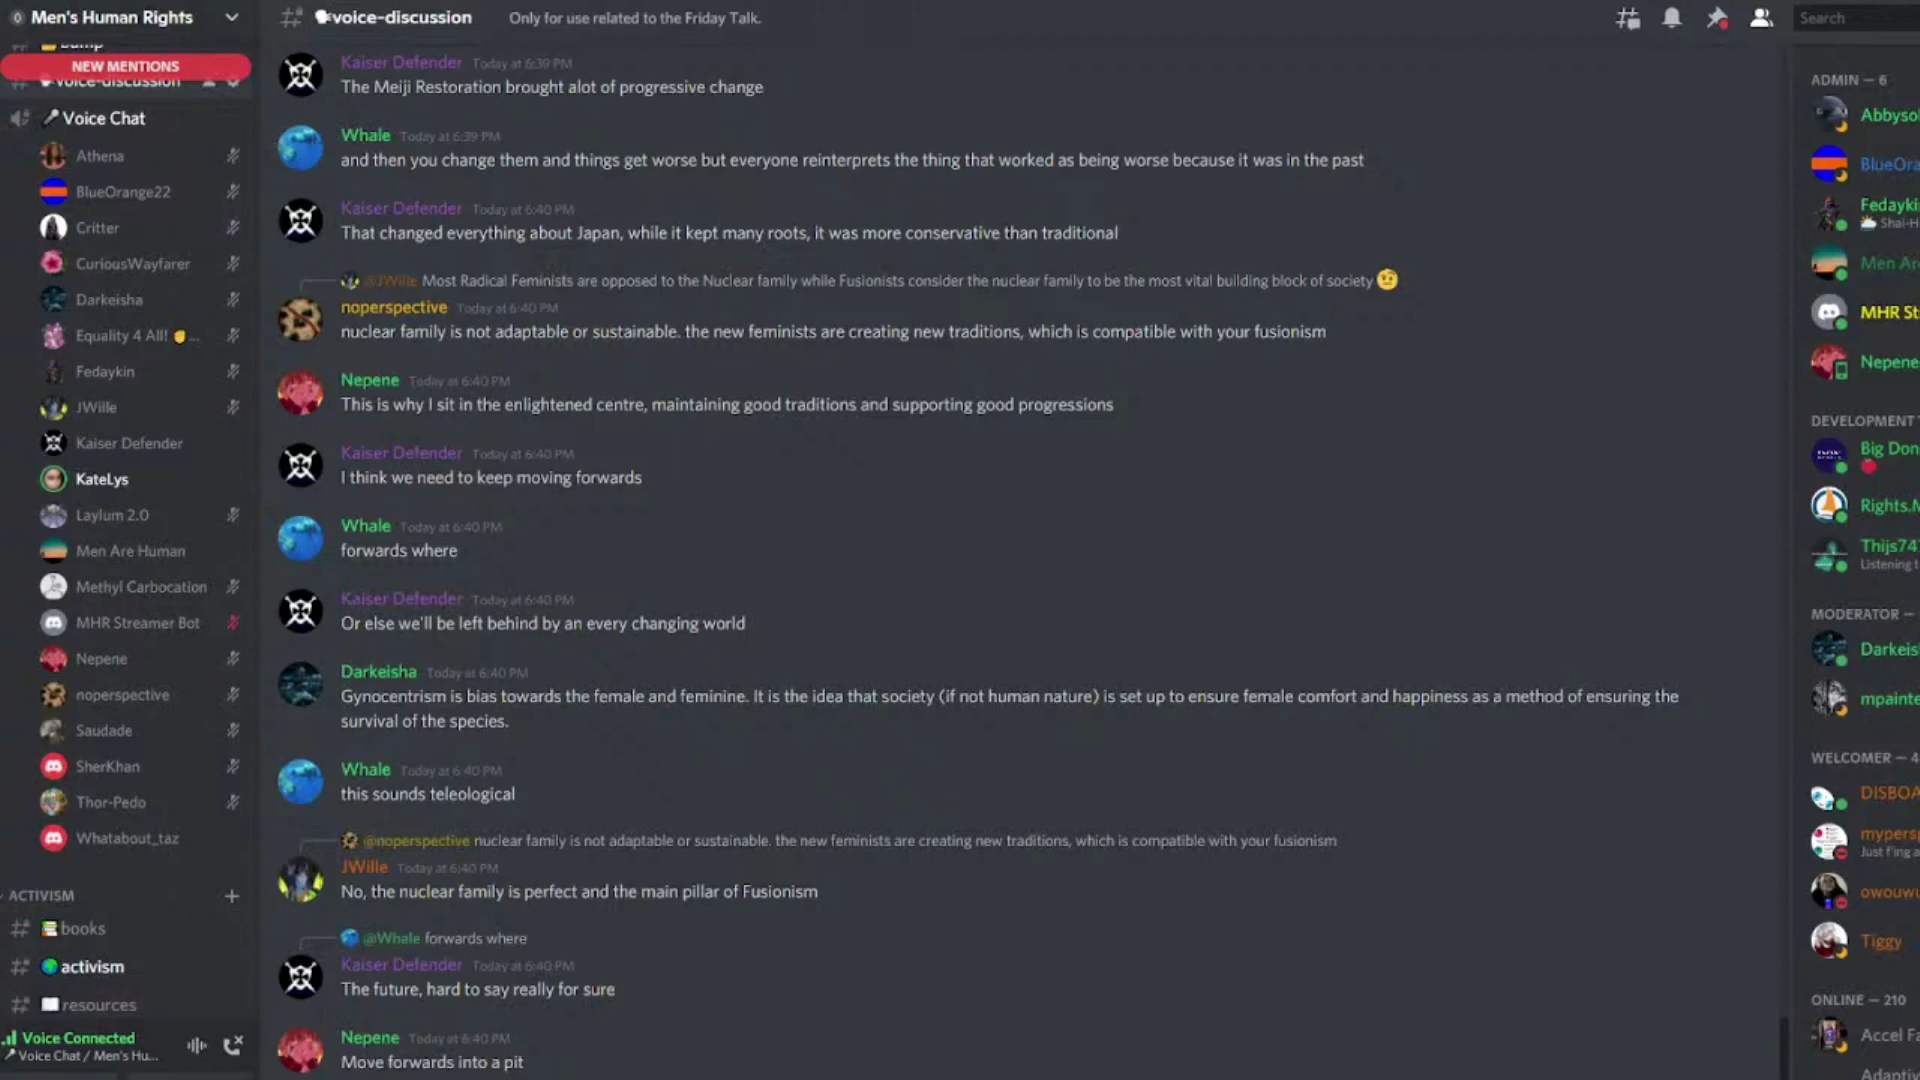 Men's Human Rights
NEW MENTIONS
voice-discussion
Voice Chat
Athena
BlueOrange22
Critter
CuriousWayfarer
Darkeisha
Equality 4 All! ...
Fedaykin
JWille
Kaiser Defender
KateLys
Laylum 2.0
Men Are Human
Methyl Carbocation
MHR Streamer Bot
Nepene
noperspective
Saudade
SherKhan
Thor-Pedo
Whatabout_taz
ACTIVISM
books
activism
resources
Voice Connected
Voice Chat / Men's Hu...
voice-discussion Only for use related to the Friday Talk.
Search
Kaiser Defender Today at 6:39 PM
The Meiji Restoration brought alot of progressive change
Whale Today at 6:39 PM
and then you change them and things get worse but everyone reinterprets the thing that worked as being worse because it was in the past
Kaiser Defender Today at 6:40 PM
That changed everything about Japan, while it kept many roots, it was more conservative than traditional
@JWille Most Radical Feminists are opposed to the Nuclear family while Fusionists consider the nuclear family to be the most vital building block of society
noperspective Today at 6:40 PM
nuclear family is not adaptable or sustainable. the new feminists are creating new traditions, which is compatible with your fusionism
Nepene Today at 6:40 PM
This is why I sit in the enlightened centre, maintaining good traditions and supporting good progressions
Kaiser Defender Today at 6:40 PM
I think we need to keep moving forwards
Whale Today at 6:40 PM
forwards where
Kaiser Defender Today at 6:40 PM
Or else we'll be left behind by an every changing world
Darkeisha Today at 6:40 PM
Gynocentrism is bias towards the female and feminine. It is the idea that society (if not human nature) is set up to ensure female comfort and happiness as a method of ensuring the
survival of the species.
Whale Today at 6:40 PM
this sounds teleological
@noperspective nuclear family is not adaptable or sustainable. the new feminists are creating new traditions, which is compatible with your fusionism
JWille Today at 6:40 PM
No, the nuclear family is perfect and the main pillar of Fusionism
@Whale forwards where
Kaiser Defender Today at 6:40 PM
The future, hard to say really for sure
Nepene Today at 6:40 PM
Move forwards into a pit
ADMIN — 6
Abbyso
BlueOra
Fedayki
Shai-H
Men Are
MHR St
Nepene
DEVELOPMENT
Big Don
Rights.M
Thijs74
Listening t
MODERATOR —
Darkeis
mpainte
WELCOMER — 4
DISBOA
mypersp
Just f'ing a
owouwu
Tiggy
ONLINE — 210
Accel Fa
Adaptiv